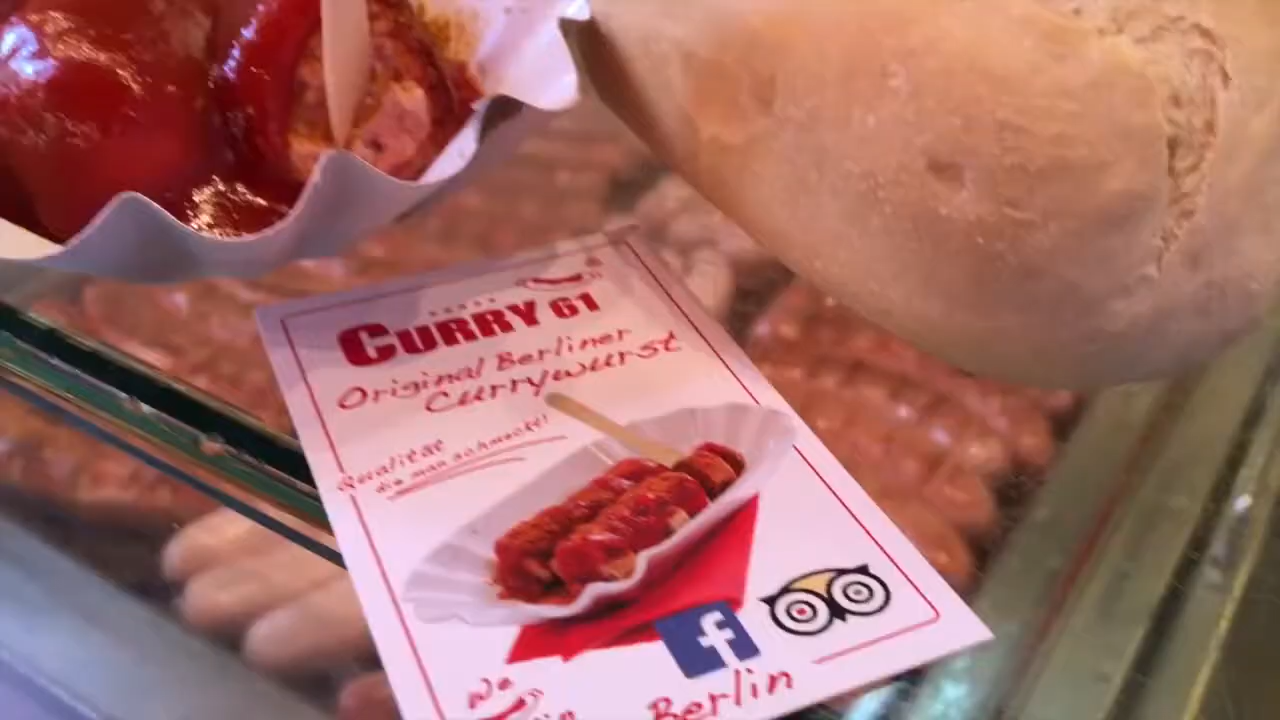 CURRY 61
Original Berliner
Currywurst
Qualität
die man schmeckt!
f
Berlin